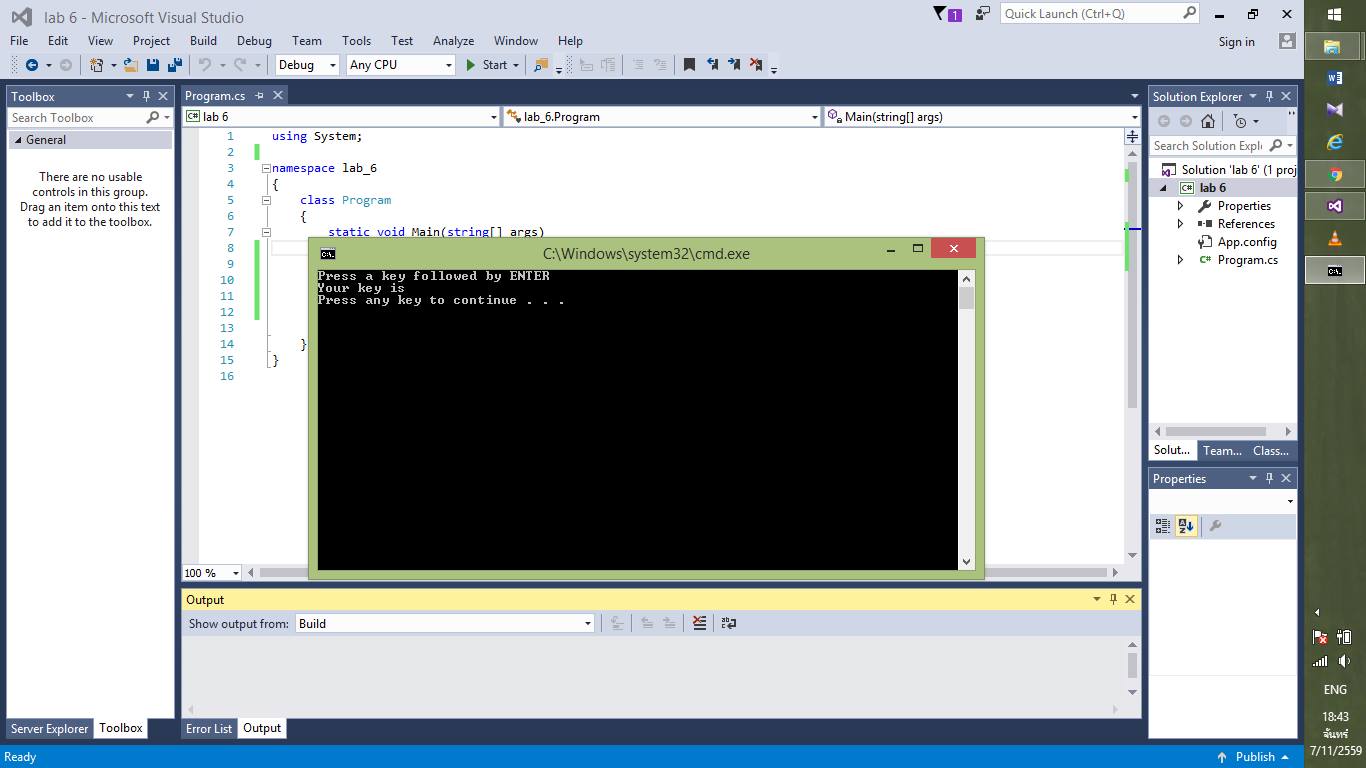 lab 6 - Microsoft Visual Studio
1
Quick Launch (Ctrl+Q)
File Edit View Project Build Debug Team Tools Test Analyze Window Help
Sign in
Debug Any CPU Start
Toolbox
Search Toolbox
General
There are no usable
controls in this group.
Drag an item onto this text
to add it to the toolbox.
Server Explorer Toolbox
Program.cs
C# lab 6 lab_6.Program Main(string[] args)
1 using System;
2
3 namespace lab_6
4 {
5 class Program
6 {
7 static void Main(string[] args)
8
9
10
11
12
13
14 }
15 }
16
100 %
C:\Windows\system32\cmd.exe
Press a key followed by ENTER
Your key is
Press any key to continue . . .
Output
Show output from: Build
Error List Output
Solution Explorer
Search Solution Expl
Solution 'lab 6' (1 proj
C# lab 6
Properties
References
App.config
C# Program.cs
Solut... Team... Class...
Properties
Ready
Publish
ENG
18:43
จันทร์
7/11/2559